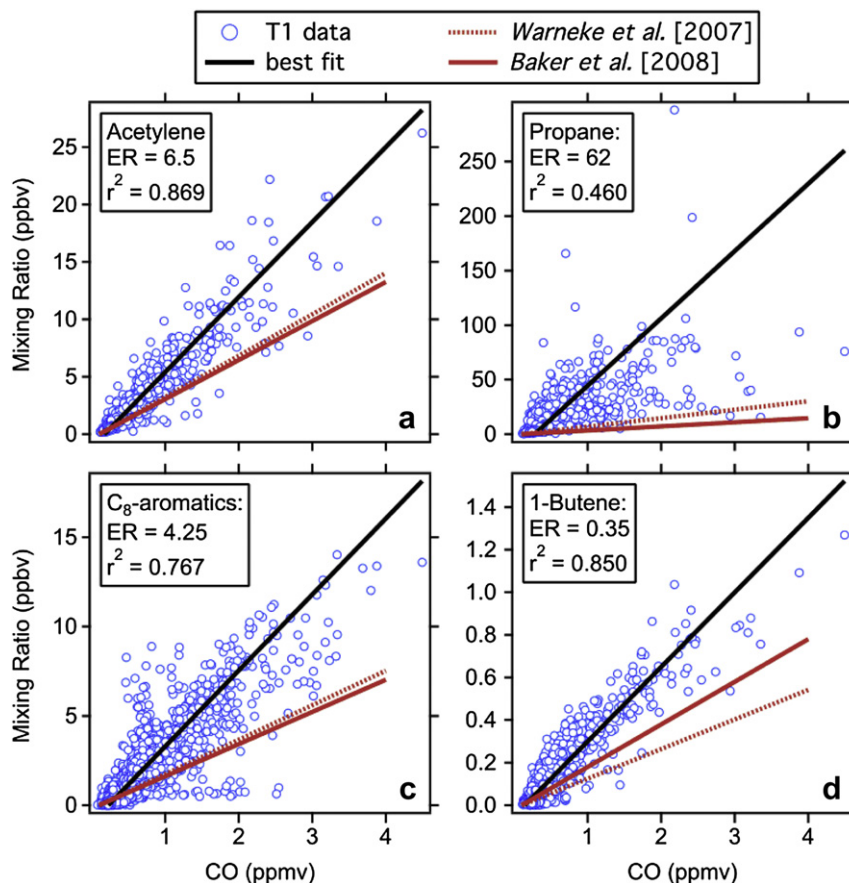 T1 data
best fit
Warneke et al. [2007]
Baker et al. [2008]
Mixing Ratio (ppbv)
25
20
15
10
5
0
Acetylene
ER = 6.5
r² = 0.869
a
250
200
150
100
50
0
Propane:
ER = 62
r² = 0.460
b
Mixing Ratio (ppbv)
15
10
5
0
C₈-aromatics:
ER = 4.25
r² = 0.767
c
1
2
3
4
CO (ppmv)
1.4
1.2
1.0
0.8
0.6
0.4
0.2
0.0
1-Butene:
ER = 0.35
r² = 0.850
d
1
2
3
4
CO (ppmv)